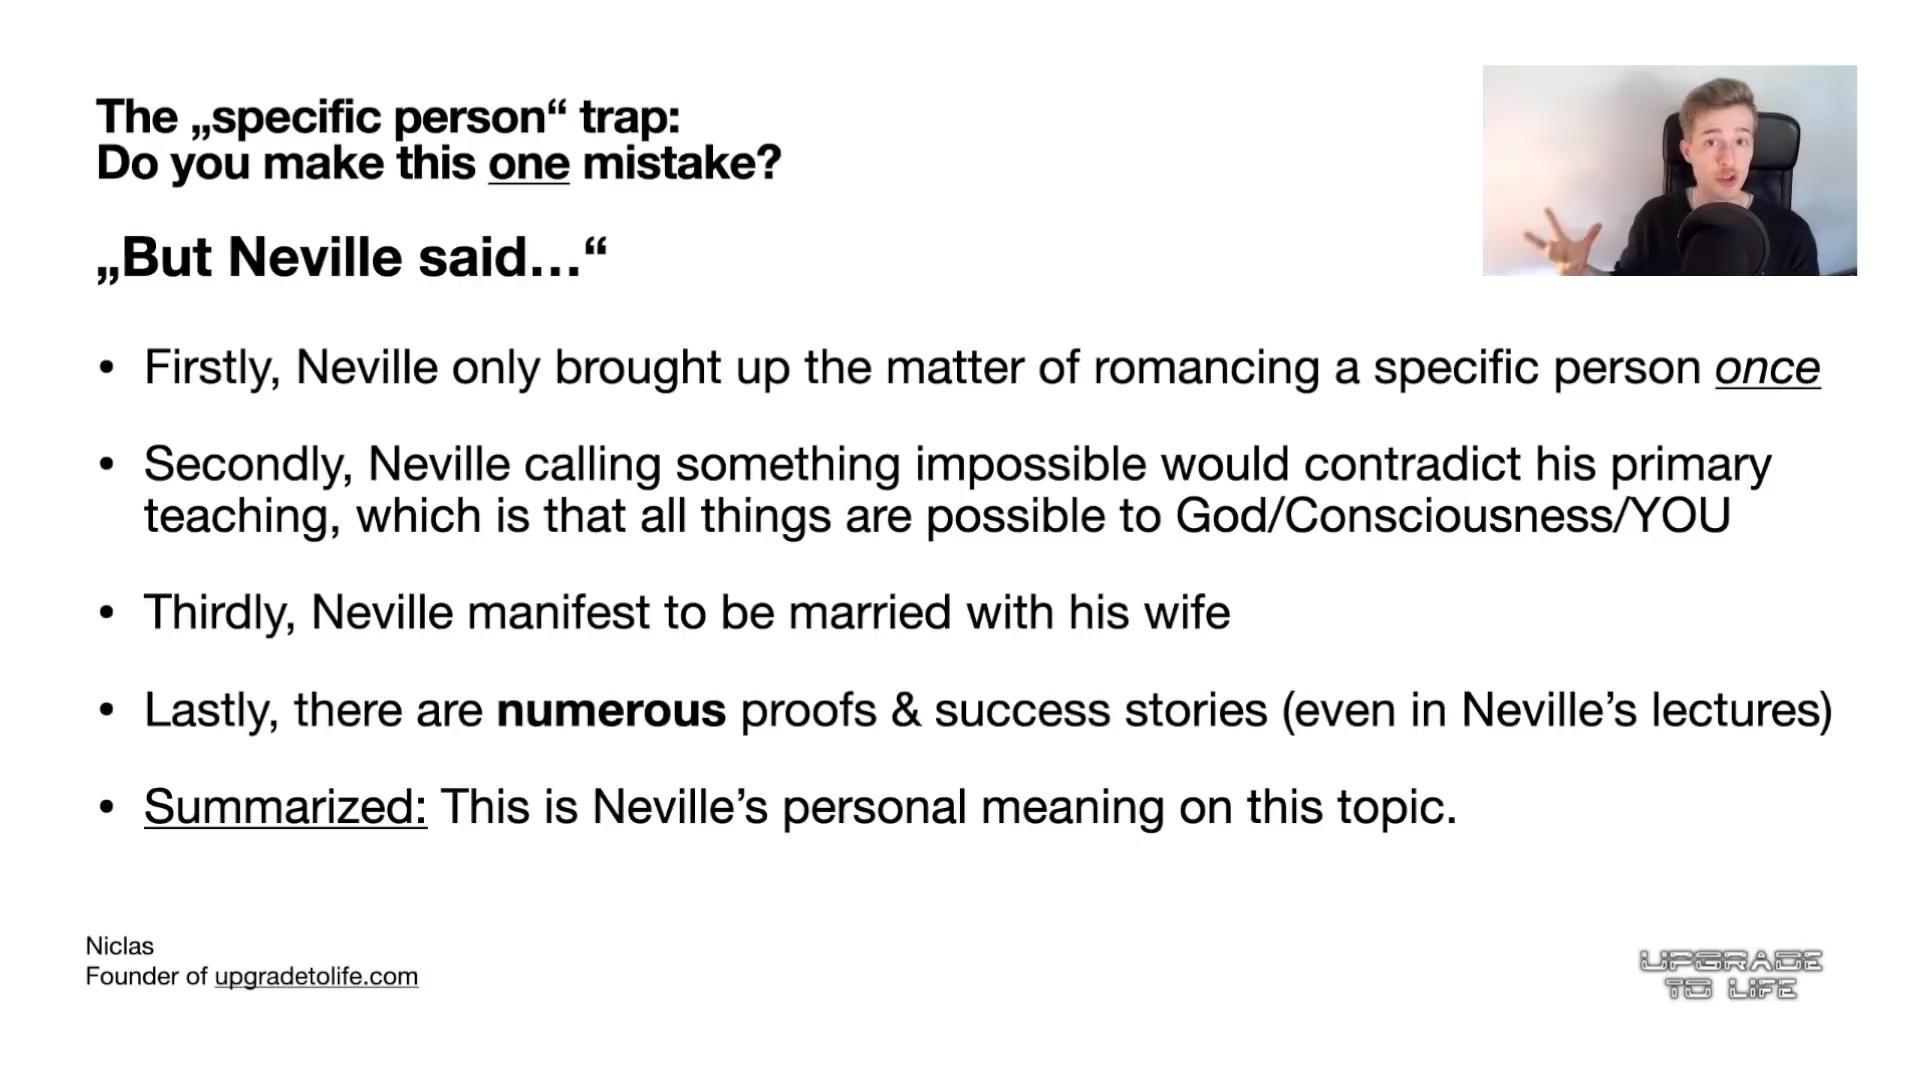 The „specific person“ trap:
Do you make this one mistake?
„But Neville said…“
• Firstly, Neville only brought up the matter of romancing a specific person once
• Secondly, Neville calling something impossible would contradict his primary
teaching, which is that all things are possible to God/Consciousness/YOU
• Thirdly, Neville manifest to be married with his wife
• Lastly, there are numerous proofs & success stories (even in Neville’s lectures)
• Summarized: This is Neville’s personal meaning on this topic.
Niclas
Founder of upgradetolife.com
UPGRADE
TO LIFE